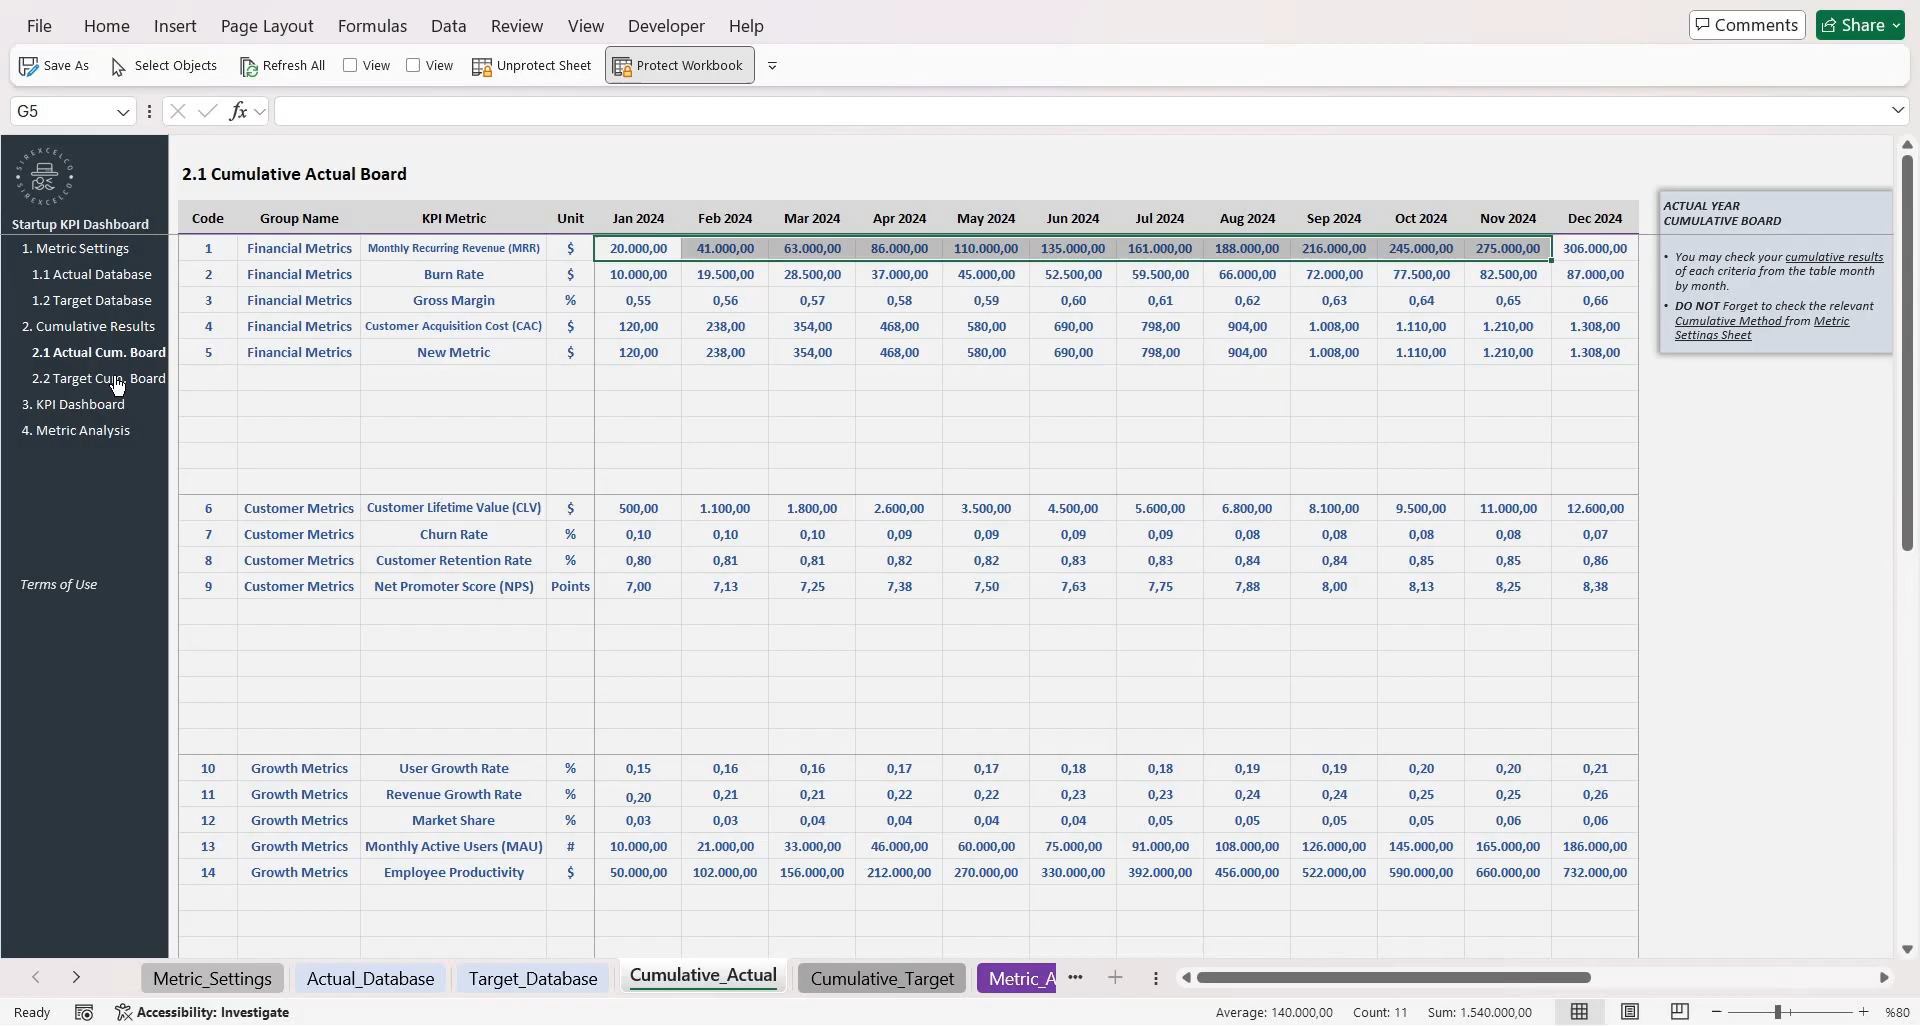 File Home Insert Page Layout Formulas Data Review View Developer Help Comments Share
Save As Select Objects Refresh All View View Unprotect Sheet Protect Workbook
G5 fx
SIREXCELCO SIREXCELCO
Startup KPI Dashboard
1. Metric Settings
1.1 Actual Database
1.2 Target Database
2. Cumulative Results
2.1 Actual Cum. Board
2.2 Target Cum. Board
3. KPI Dashboard
4. Metric Analysis
Terms of Use
2.1 Cumulative Actual Board
Code Group Name KPI Metric Unit Jan 2024 Feb 2024 Mar 2024 Apr 2024 May 2024 Jun 2024 Jul 2024 Aug 2024 Sep 2024 Oct 2024 Nov 2024 Dec 2024
1 Financial Metrics Monthly Recurring Revenue (MRR) $ 20.000,00 41.000,00 63.000,00 86.000,00 110.000,00 135.000,00 161.000,00 188.000,00 216.000,00 245.000,00 275.000,00 306.000,00
2 Financial Metrics Burn Rate $ 10.000,00 19.500,00 28.500,00 37.000,00 45.000,00 52.500,00 59.500,00 66.000,00 72.000,00 77.500,00 82.500,00 87.000,00
3 Financial Metrics Gross Margin % 0,55 0,56 0,57 0,58 0,59 0,60 0,61 0,62 0,63 0,64 0,65 0,66
4 Financial Metrics Customer Acquisition Cost (CAC) $ 120,00 238,00 354,00 468,00 580,00 690,00 798,00 904,00 1.008,00 1.110,00 1.210,00 1.308,00
5 Financial Metrics New Metric $ 120,00 238,00 354,00 468,00 580,00 690,00 798,00 904,00 1.008,00 1.110,00 1.210,00 1.308,00
6 Customer Metrics Customer Lifetime Value (CLV) $ 500,00 1.100,00 1.800,00 2.600,00 3.500,00 4.500,00 5.600,00 6.800,00 8.100,00 9.500,00 11.000,00 12.600,00
7 Customer Metrics Churn Rate % 0,10 0,10 0,10 0,09 0,09 0,09 0,09 0,08 0,08 0,08 0,08 0,07
8 Customer Metrics Customer Retention Rate % 0,80 0,81 0,81 0,82 0,82 0,83 0,83 0,84 0,84 0,85 0,85 0,86
9 Customer Metrics Net Promoter Score (NPS) Points 7,00 7,13 7,25 7,38 7,50 7,63 7,75 7,88 8,00 8,13 8,25 8,38
10 Growth Metrics User Growth Rate % 0,15 0,16 0,16 0,17 0,17 0,18 0,18 0,19 0,19 0,20 0,20 0,21
11 Growth Metrics Revenue Growth Rate % 0,20 0,21 0,21 0,22 0,22 0,23 0,23 0,24 0,24 0,25 0,25 0,26
12 Growth Metrics Market Share % 0,03 0,03 0,04 0,04 0,04 0,04 0,05 0,05 0,05 0,05 0,06 0,06
13 Growth Metrics Monthly Active Users (MAU) # 10.000,00 21.000,00 33.000,00 46.000,00 60.000,00 75.000,00 91.000,00 108.000,00 126.000,00 145.000,00 165.000,00 186.000,00
14 Growth Metrics Employee Productivity $ 50.000,00 102.000,00 156.000,00 212.000,00 270.000,00 330.000,00 392.000,00 456.000,00 522.000,00 590.000,00 660.000,00 732.000,00
ACTUAL YEAR
CUMULATIVE BOARD
• You may check your cumulative results
of each criteria from the table month
by month.
• DO NOT Forget to check the relevant
Cumulative Method from Metric
Settings Sheet
Metric_Settings Actual_Database Target_Database Cumulative_Actual Cumulative_Target Metric_A
Ready Accessibility: Investigate Average: 140.000,00 Count: 11 Sum: 1.540.000,00 %80